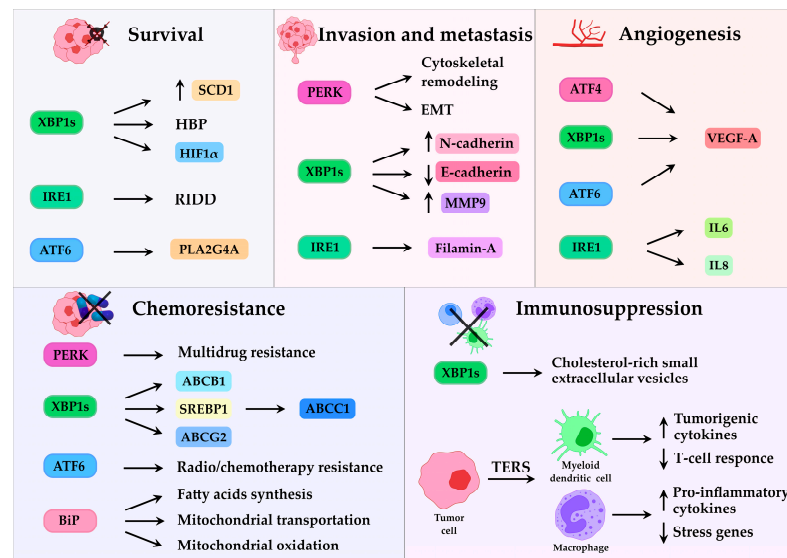 Survival
XBP1s
SCD1
HBP
HIF1α
IRE1
RIDD
ATF6
PLA2G4A
Invasion and metastasis
PERK
Cytoskeletal
remodeling
EMT
XBP1s
N-cadherin
E-cadherin
MMP9
IRE1
Filamin-A
Angiogenesis
ATF4
XBP1s
VEGF-A
ATF6
IRE1
IL6
IL8
Chemoresistance
PERK
Multidrug resistance
XBP1s
ABCB1
SREBP1
ABCC1
ABCG2
ATF6
Radio/chemotherapy resistance
BiP
Fatty acids synthesis
Mitochondrial transportation
Mitochondrial oxidation
Immunosuppression
XBP1s
Cholesterol-rich small
extracellular vesicles
Tumor
cell
TERS
Myeloid
dendritic cell
Tumorigenic
cytokines
T-cell responce
Macrophage
Pro-inflammatory
cytokines
Stress genes